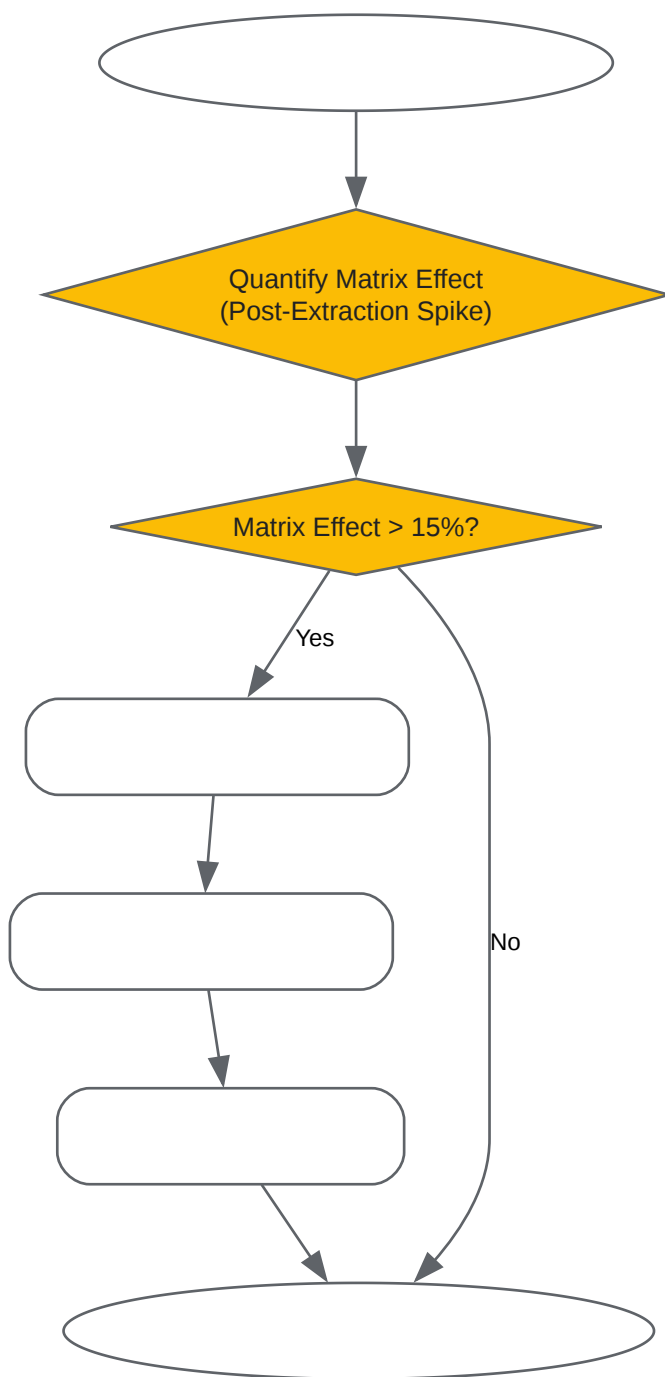 Quantify Matrix Effect
(Post-Extraction Spike)
Matrix Effect > 15%?
Yes
No